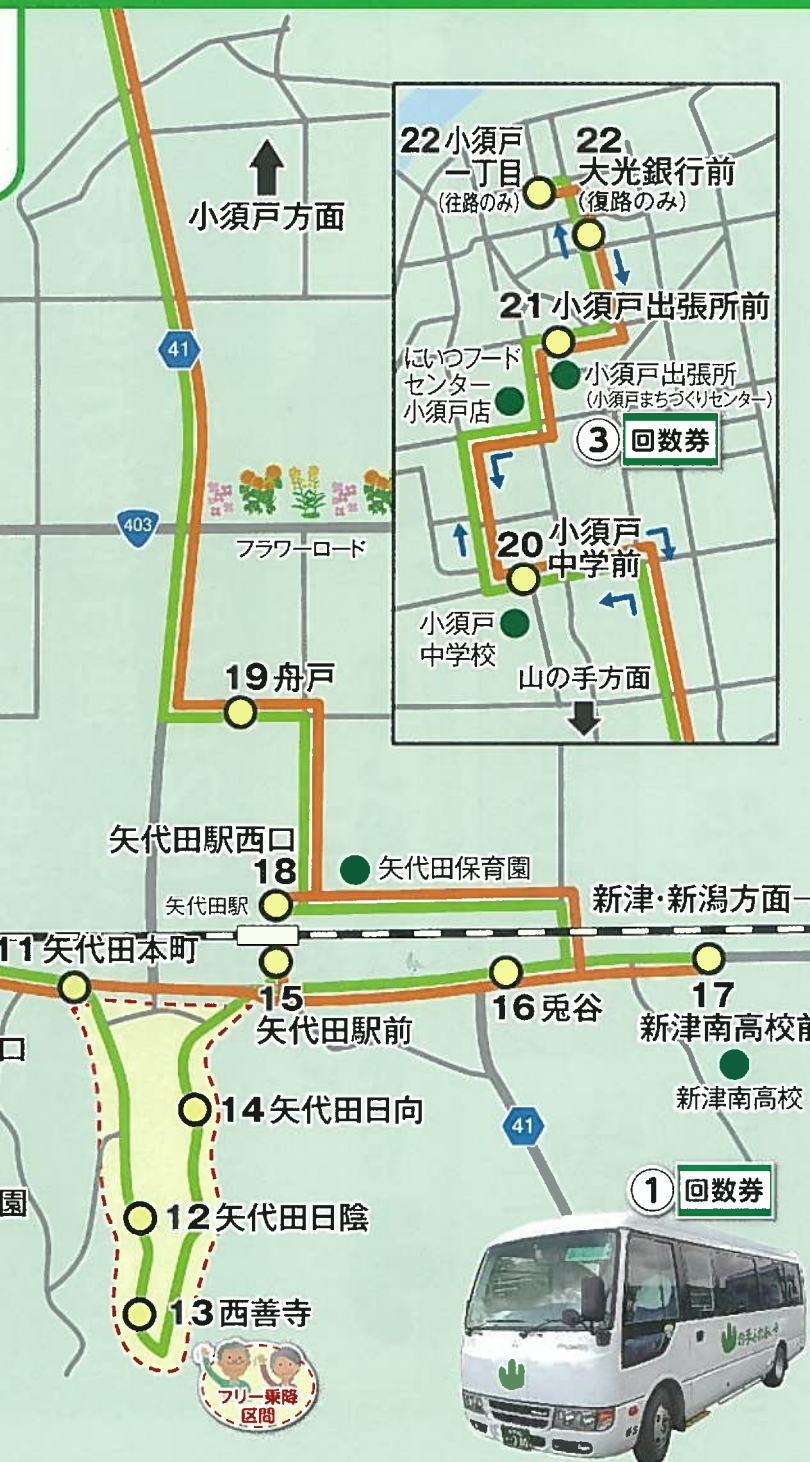 小須戸方面
41
403
フラワーロード
22 小須戸
一丁目
(往路のみ)
22
大光銀行前
(復路のみ)
21 小須戸出張所前
にいつフード
センター
小須戸店
小須戸出張所
(小須戸まちづくりセンター)
③ 回数券
20 小須戸
中学前
小須戸
中学校
山の手方面
19 舟戸
矢代田駅西口
18
矢代田駅
矢代田保育園
新津・新潟方面
11 矢代田本町
15
矢代田駅前
16 兎谷
17
新津南高校前
新津南高校
口
14 矢代田日向
41
① 回数券
園
12 矢代田日陰
13 西善寺
フリー乗降
区間